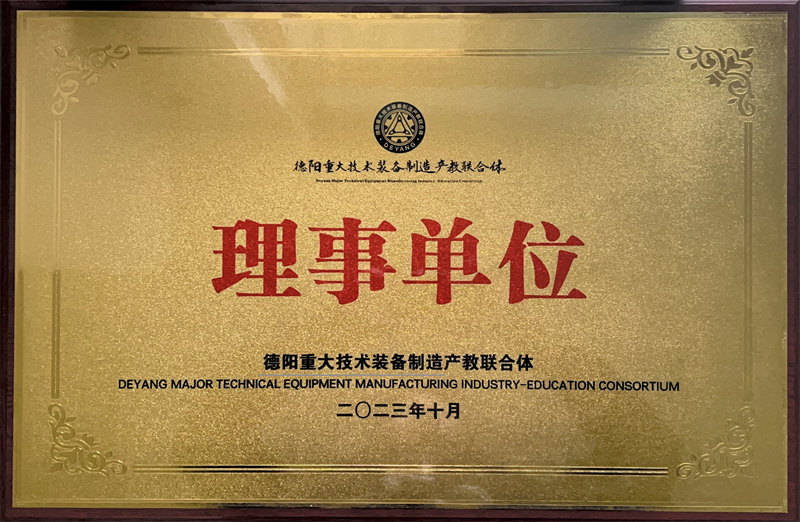 DEYANG
德阳重大技术装备制造产教联合体
Deyang Major Technical Equipment Manufacturing Industry-Education Consortium
理事单位
德阳重大技术装备制造产教联合体
DEYANG MAJOR TECHNICAL EQUIPMENT MANUFACTURING INDUSTRY-EDUCATION CONSORTIUM
二〇二三年十月